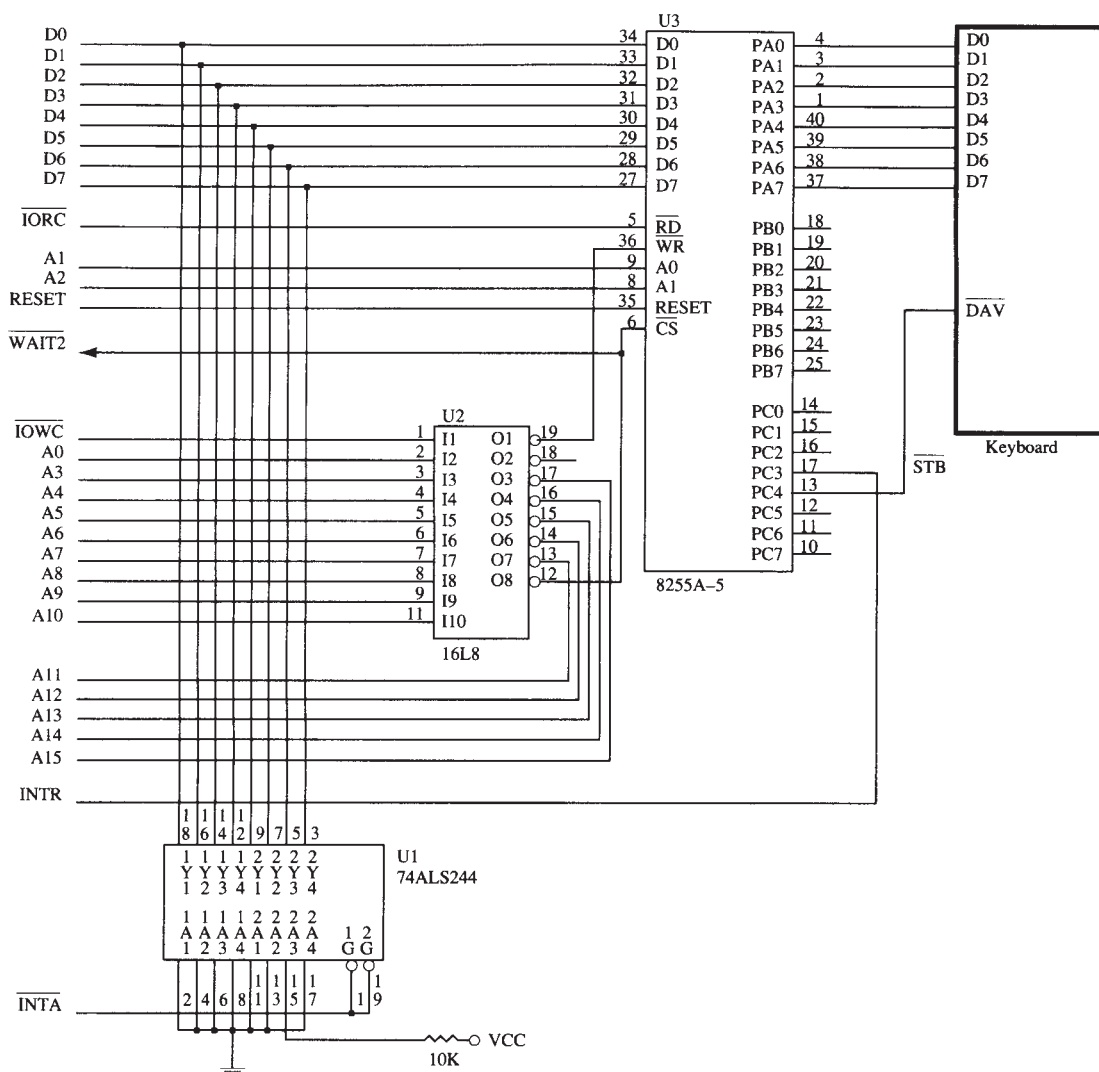 D0
D1
D2
D3
D4
D5
D6
D7
IORC
A1
A2
RESET
WAIT2
IOWC
A0
A3
A4
A5
A6
A7
A8
A9
A10
A11
A12
A13
A14
A15
INTR
INTA
U3
34 D0
33 D1
32 D2
31 D3
30 D4
29 D5
28 D6
27 D7
5 RD
36 WR
9 A0
8 A1
35 RESET
6 CS
PA0 4
PA1 3
PA2 2
PA3 1
PA4 40
PA5 39
PA6 38
PA7 37
PB0 18
PB1 19
PB2 20
PB3 21
PB4 22
PB5 23
PB6 24
PB7 25
PC0 14
PC1 15
PC2 16
PC3 17
PC4 13
PC5 12
PC6 11
PC7 10
8255A–5
D0
D1
D2
D3
D4
D5
D6
D7
DAV
Keyboard
STB
U2
1 I1 O1 19
2 I2 O2 18
3 I3 O3 17
4 I4 O4 16
5 I5 O5 15
6 I6 O6 14
7 I7 O7 13
8 I8 O8 12
9 I9
11 I10
16L8
18 16 14 12 9 7 5 3
1Y1 1Y2 1Y3 1Y4 2Y1 2Y2 2Y3 2Y4
U1
74ALS244
1A1 1A2 1A3 1A4 2A1 2A2 2A3 2A4 1G 2G
2 4 6 8 11 13 15 17 1 19
VCC
10K